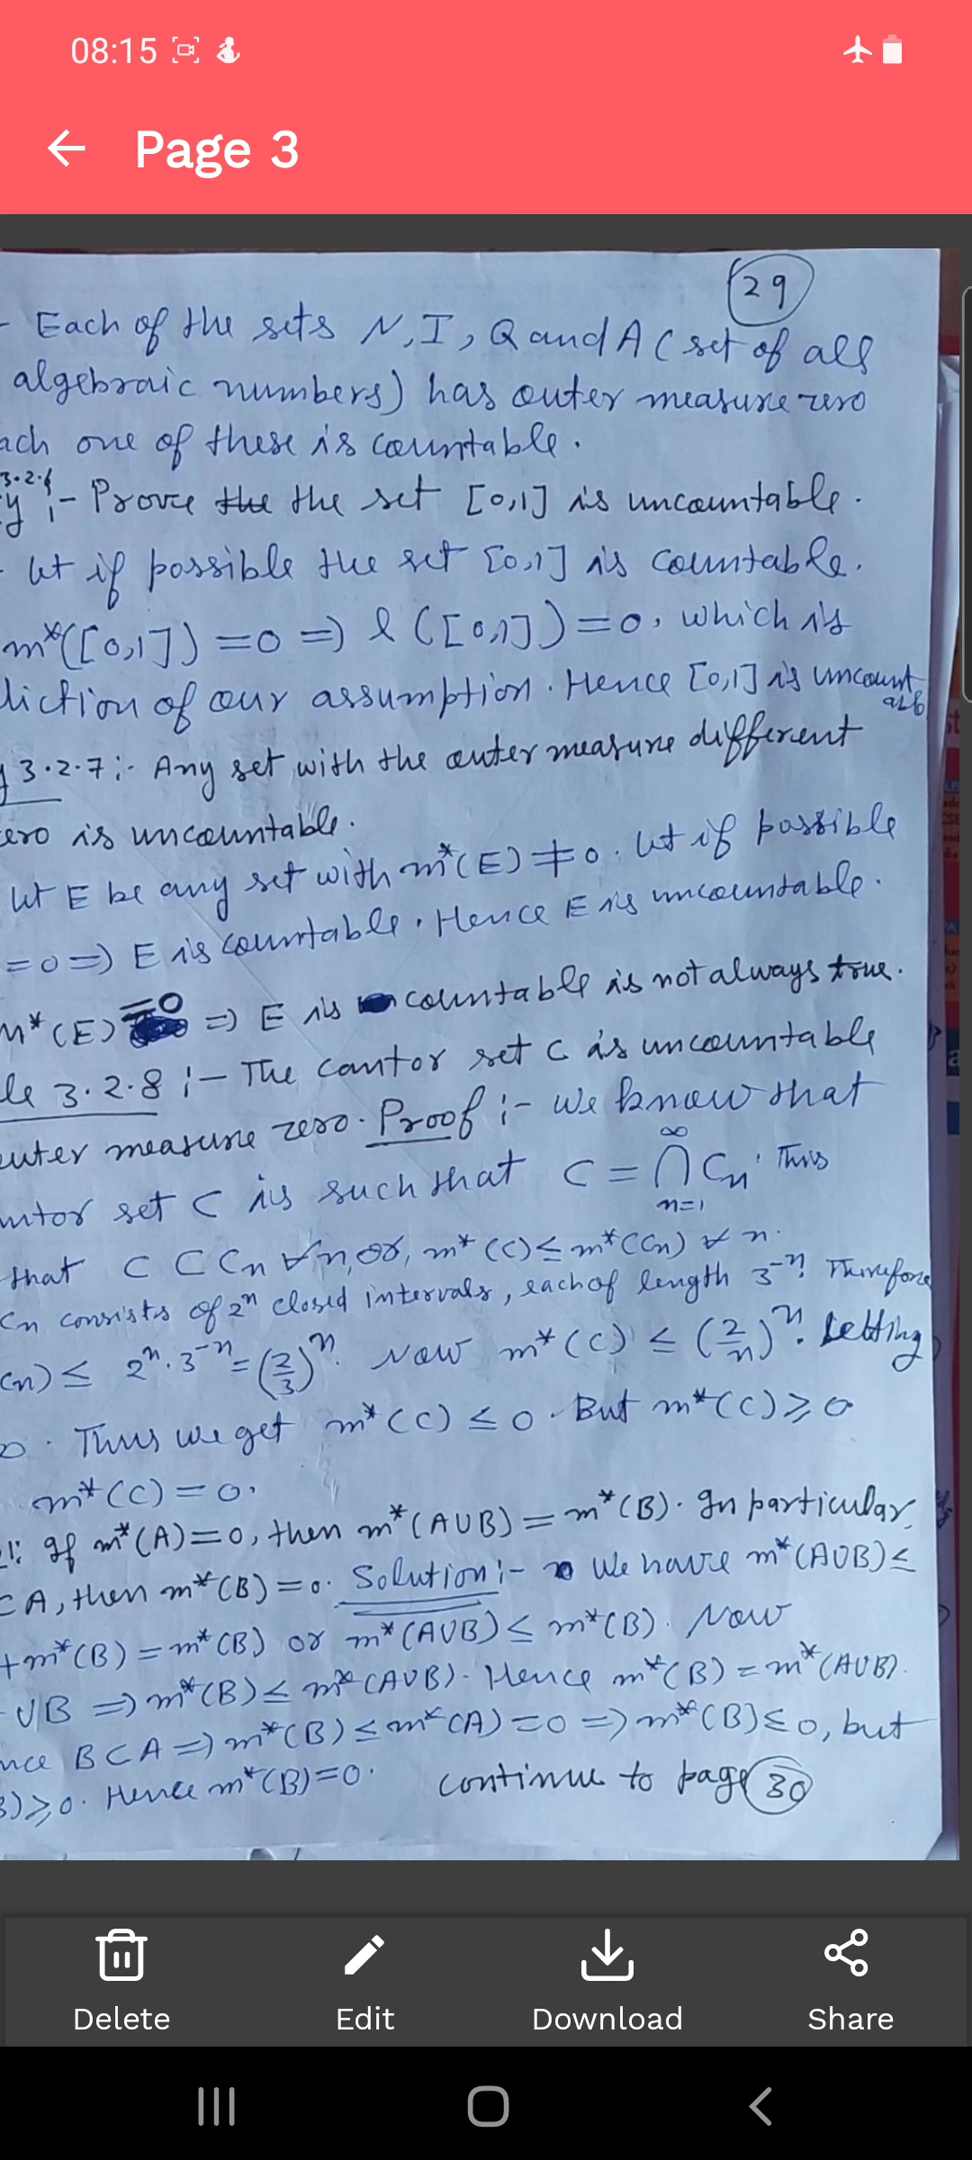 08:15
Page 3
29
- Each of the sets N, I, Q and A (set of all
algebraic numbers) has outer measure zero
ach one of these is countable.
3.2.6
y :- Prove the the set [0,1] is uncountable.
- let if possible the set [0,1] is countable.
m*([0,1]) = 0 => l([0,1]) = 0, which is
diction of our assumption. Hence [0,1] is uncount
able
y 3.2.7 :- Any set with the outer measure different
zero is uncountable.
let E be any set with m*(E) ≠ 0. let if possible
= 0 => E is countable. Hence E is uncountable.
m*(E) = 0 => E is countable is not always true.
le 3.2.8 :- The cantor set C is uncountable
outer measure zero. Proof :- we know that
ntor set C is such that C = ∞ ⋂ n=1 Cn. This
that C ⊂ Cn ∀ n, or, m*(C) ≤ m*(Cn) ∀ n.
Cn consists of 2ⁿ closed intervals, each of length 3⁻ⁿ. Therefore
Cn) ≤ 2ⁿ.3⁻ⁿ = (2/3)ⁿ. Now m*(C) ≤ (2/n)ⁿ. Letting
∞. Thus we get m*(C) ≤ 0. But m*(C) ≥ 0
m*(C) = 0.
1: If m*(A) = 0, then m*(A∪B) = m*(B). In particular,
⊂ A, then m*(B) = 0. Solution :- We have m*(A∪B) ≤
+ m*(B) = m*(B) or m*(A∪B) ≤ m*(B). Now
∪B => m*(B) ≤ m*(A∪B). Hence m*(B) = m*(A∪B).
nce B ⊂ A => m*(B) ≤ m*(A) = 0 => m*(B) ≤ 0, but
B) ≥ 0. Hence m*(B) = 0. continue to page 30
Delete Edit Download Share